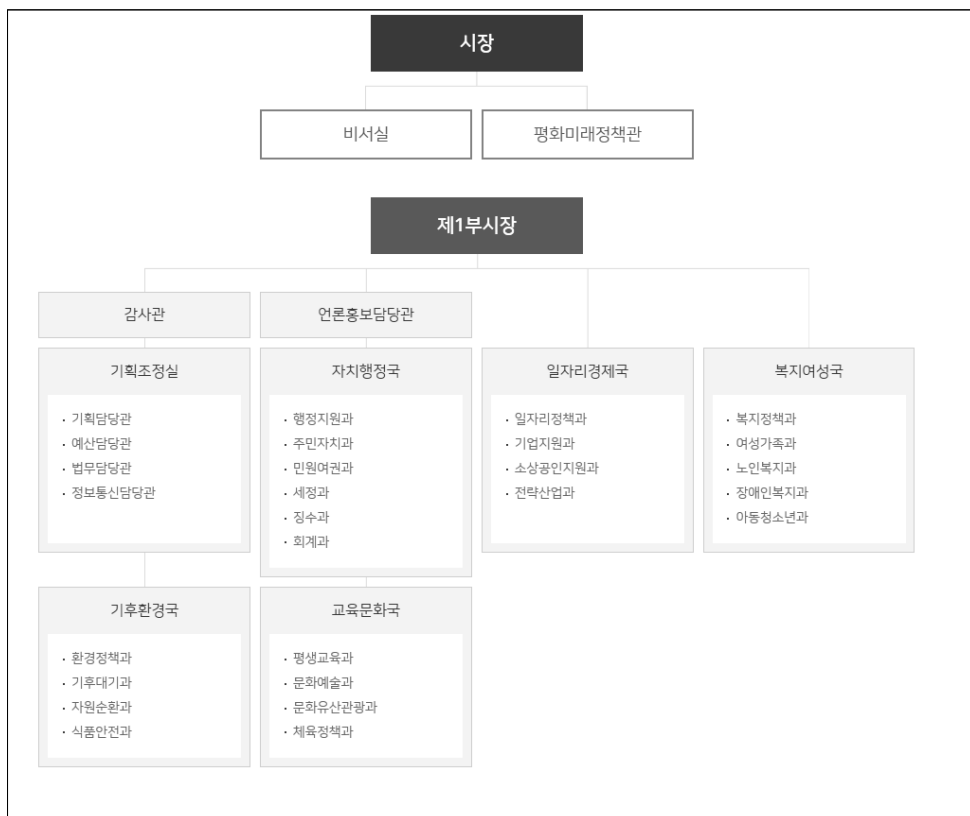 시장
비서실
평화미래정책관
제1부시장
감사관
언론홍보담당관
기획조정실
· 기획담당관
· 예산담당관
· 법무담당관
· 정보통신담당관
자치행정국
· 행정지원과
· 주민자치과
· 민원여권과
· 세정과
· 징수과
· 회계과
일자리경제국
· 일자리정책과
· 기업지원과
· 소상공인지원과
· 전략산업과
복지여성국
· 복지정책과
· 여성가족과
· 노인복지과
· 장애인복지과
· 아동청소년과
기후환경국
· 환경정책과
· 기후대기과
· 자원순환과
· 식품안전과
교육문화국
· 평생교육과
· 문화예술과
· 문화유산관광과
· 체육정책과